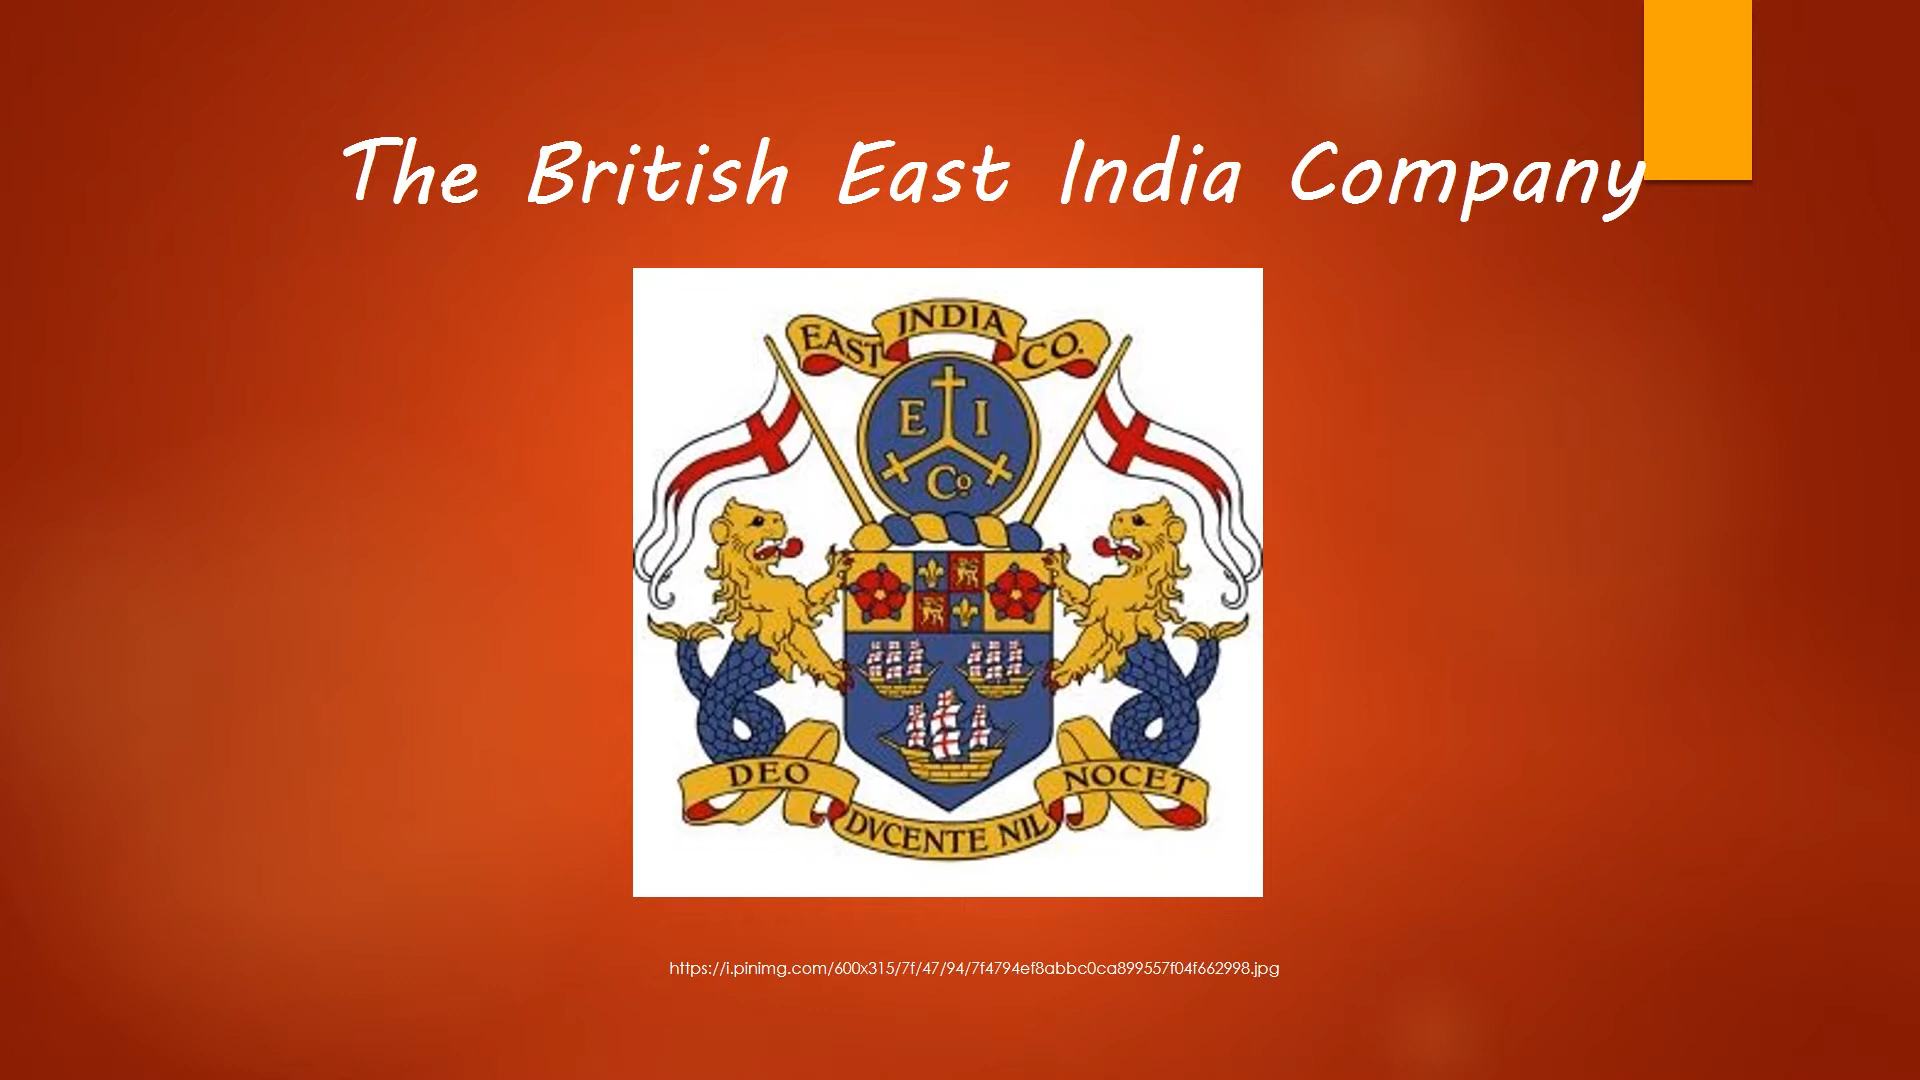 The British East India Company
EAST INDIA CO.
E I
Co
DEO DVCENTE NIL NOCET
https://i.pinimg.com/600x315/7f/47/94/7f4794ef8abbc0ca899557f04f662998.jpg